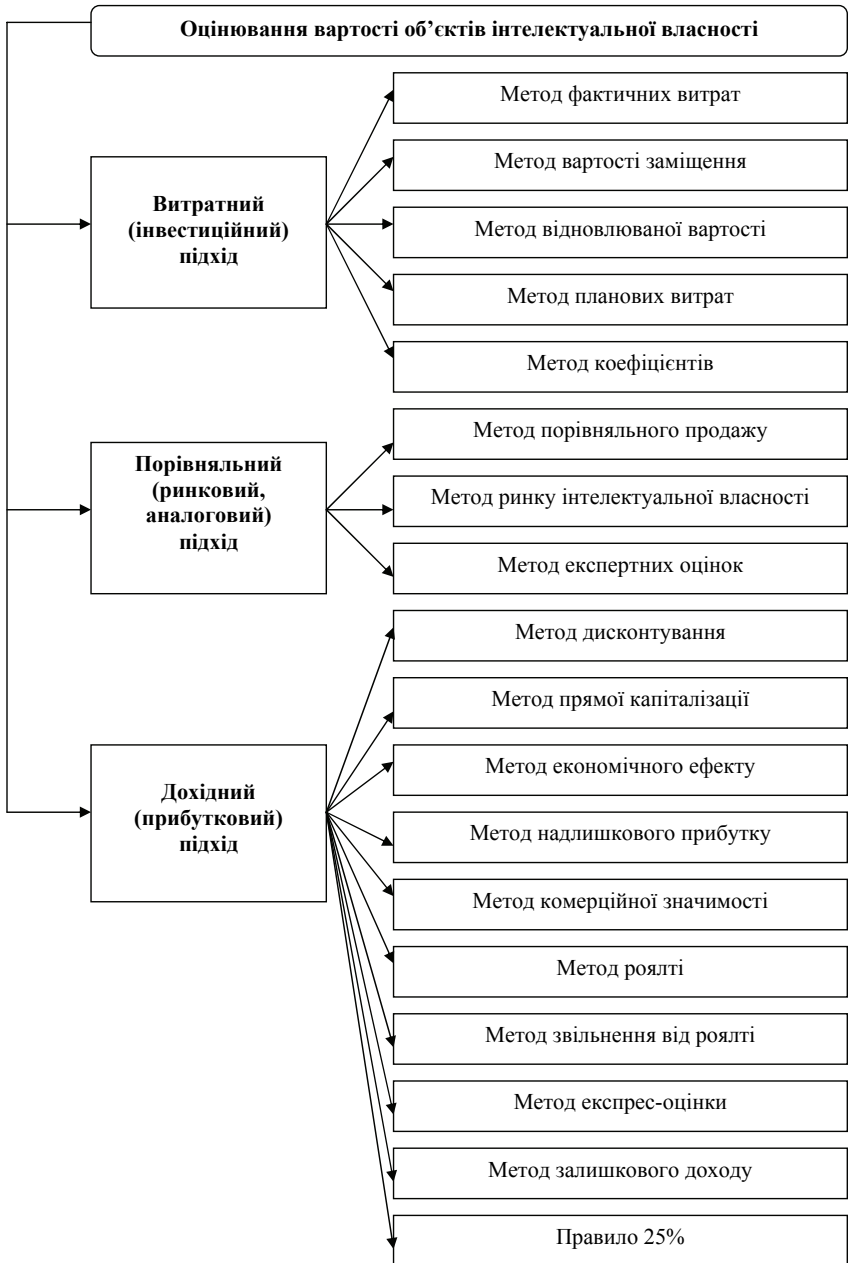 Оцінювання вартості об’єктів інтелектуальної власності
Витратний
(інвестиційний)
підхід
Метод фактичних витрат
Метод вартості заміщення
Метод відновлюваної вартості
Метод планових витрат
Метод коефіцієнтів
Порівняльний
(ринковий,
аналоговий)
підхід
Метод порівняльного продажу
Метод ринку інтелектуальної власності
Метод експертних оцінок
Дохідний
(прибутковий)
підхід
Метод дисконтування
Метод прямої капіталізації
Метод економічного ефекту
Метод надлишкового прибутку
Метод комерційної значимості
Метод роялті
Метод звільнення від роялті
Метод експрес-оцінки
Метод залишкового доходу
Правило 25%